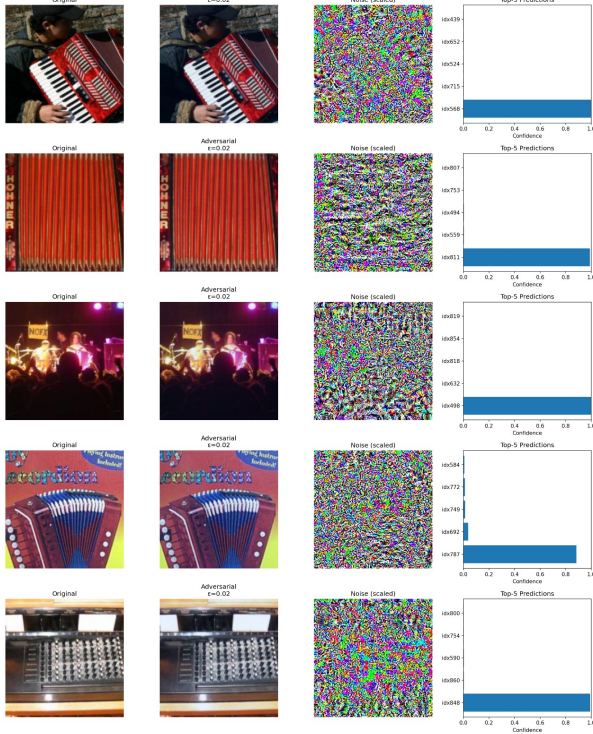 ε=0.02
Noise (scaled)
Top-5 Predictions
idx439
idx652
idx524
idx715
idx568
0.0 0.2 0.4 0.6 0.8 1.0
Confidence
Original
Adversarial
ε=0.02
Noise (scaled)
Top-5 Predictions
HOHNER
HOHNER
idx807
idx753
idx494
idx559
idx611
0.0 0.2 0.4 0.6 0.8 1.0
Confidence
Original
Adversarial
ε=0.02
Noise (scaled)
Top-5 Predictions
NOFX
NOFX
idx819
idx854
idx818
idx632
idx498
0.0 0.2 0.4 0.6 0.8 1.0
Confidence
Original
Adversarial
ε=0.02
Noise (scaled)
Top-5 Predictions
idx584
idx772
idx749
idx692
idx787
0.0 0.2 0.4 0.6 0.8 1.0
Confidence
Original
Adversarial
ε=0.02
Noise (scaled)
Top-5 Predictions
idx800
idx754
idx590
idx860
idx848
0.0 0.2 0.4 0.6 0.8 1.0
Confidence